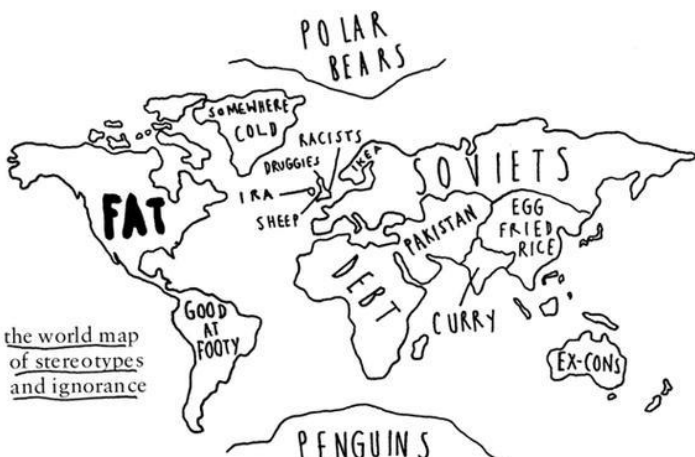 POLAR
BEARS
SOMEWHERE
COLD
RACISTS
DRUGGIES
IKEA
SOVIETS
IRA
SHEEP
FAT
PAKISTAN
EGG
FRIED
RICE
DEBT
CURRY
GOOD
AT
FOOTY
the world map
of stereotypes
and ignorance
EX-CONS
PENGUINS